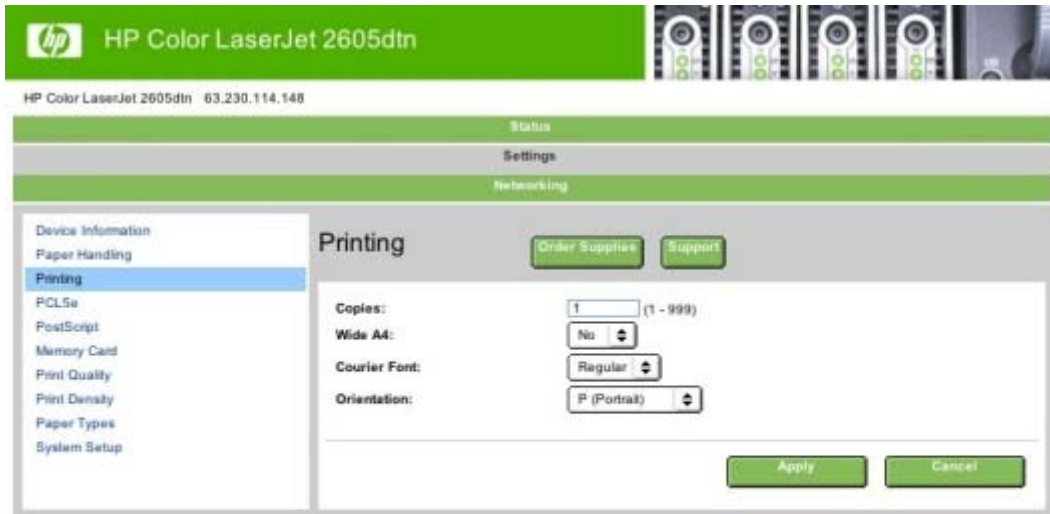 hp HP Color LaserJet 2605dtn
HP Color LaserJet 2605dtn 63.230.114.148
Status
Settings
Networking
Device Information
Paper Handling
Printing
PCL5e
PostScript
Memory Card
Print Quality
Print Density
Paper Types
System Setup
Printing
Order Supplies Support
Copies: 1 (1 - 999)
Wide A4: No
Courier Font: Regular
Orientation: P (Portrait)
Apply Cancel